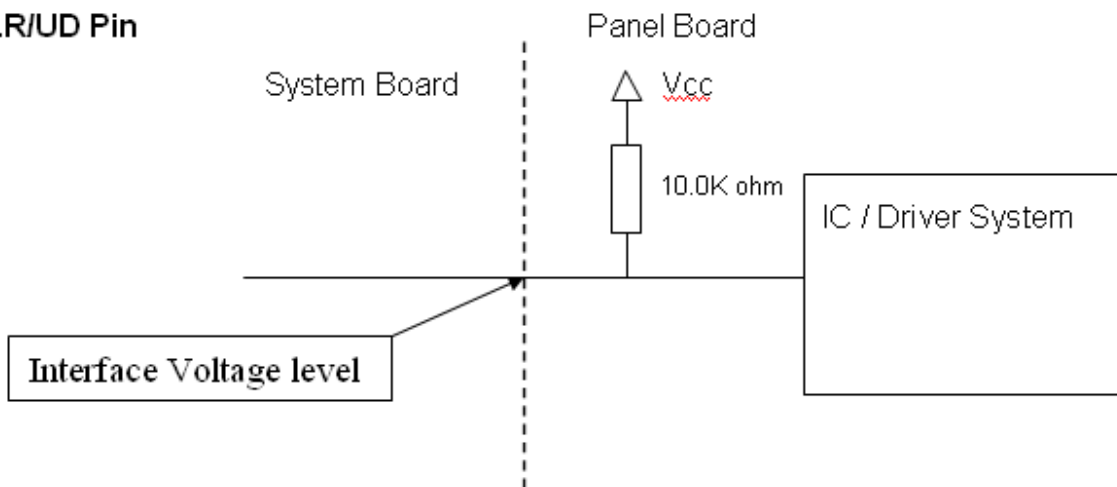 R/UD Pin
Panel Board
System Board
Vcc
10.0K ohm
IC / Driver System
Interface Voltage level